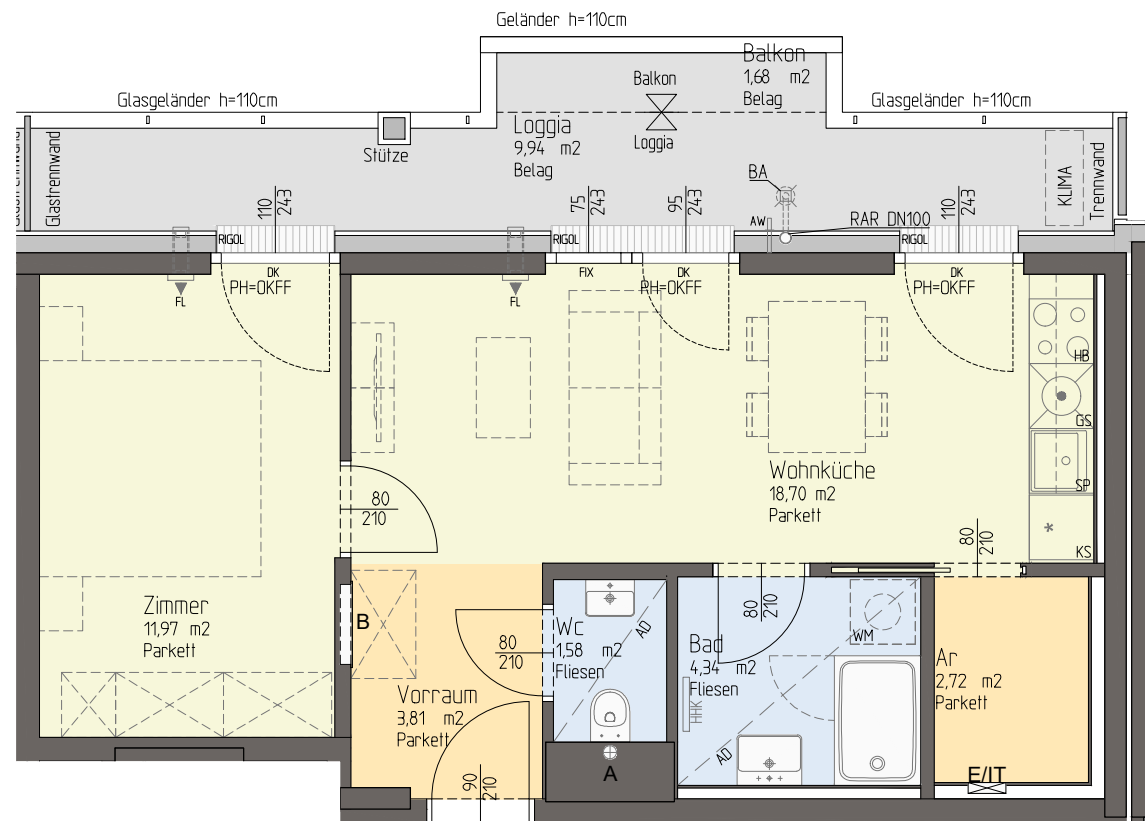 Geländer h=110cm
Balkon
1,68 m2
Belag
Balkon
Loggia
Glasgeländer h=110cm
Glasgeländer h=110cm
Loggia
9,94 m2
Belag
Stütze
Glastrennwand
Glastrennwand
KLIMA
Trennwand
BA
AW
RAR DN100
110
243
75
243
95
243
110
243
RIGOL
RIGOL
RIGOL
FL
DK
PH=OKFF
FL
FIX
DK
PH=OKFF
DK
PH=OKFF
HB
GS
SP
KS
Wohnküche
18,70 m2
Parkett
80
210
80
210
Zimmer
11,97 m2
Parkett
B
Vorraum
3,81 m2
Parkett
80
210
90
210
Wc
1,58 m2
Fliesen
AD
A
80
210
Bad
4,34 m2
Fliesen
WM
HHK
AD
Ar
2,72 m2
Parkett
E/IT